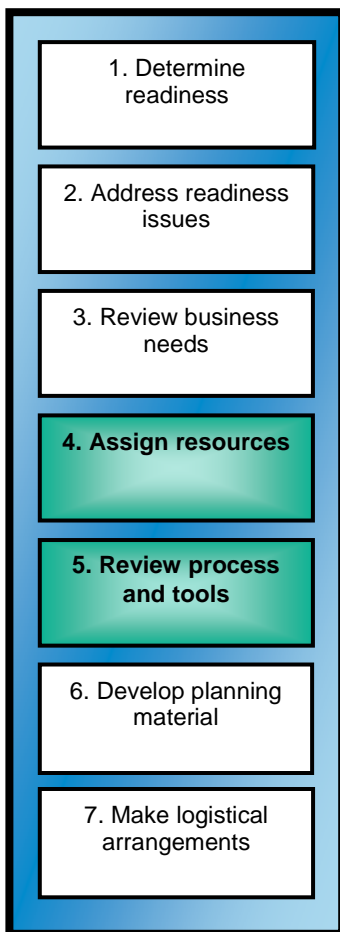 1. Determine
readiness
2. Address readiness
issues
3. Review business
needs
4. Assign resources
5. Review process
and tools
6. Develop planning
material
7. Make logistical
arrangements